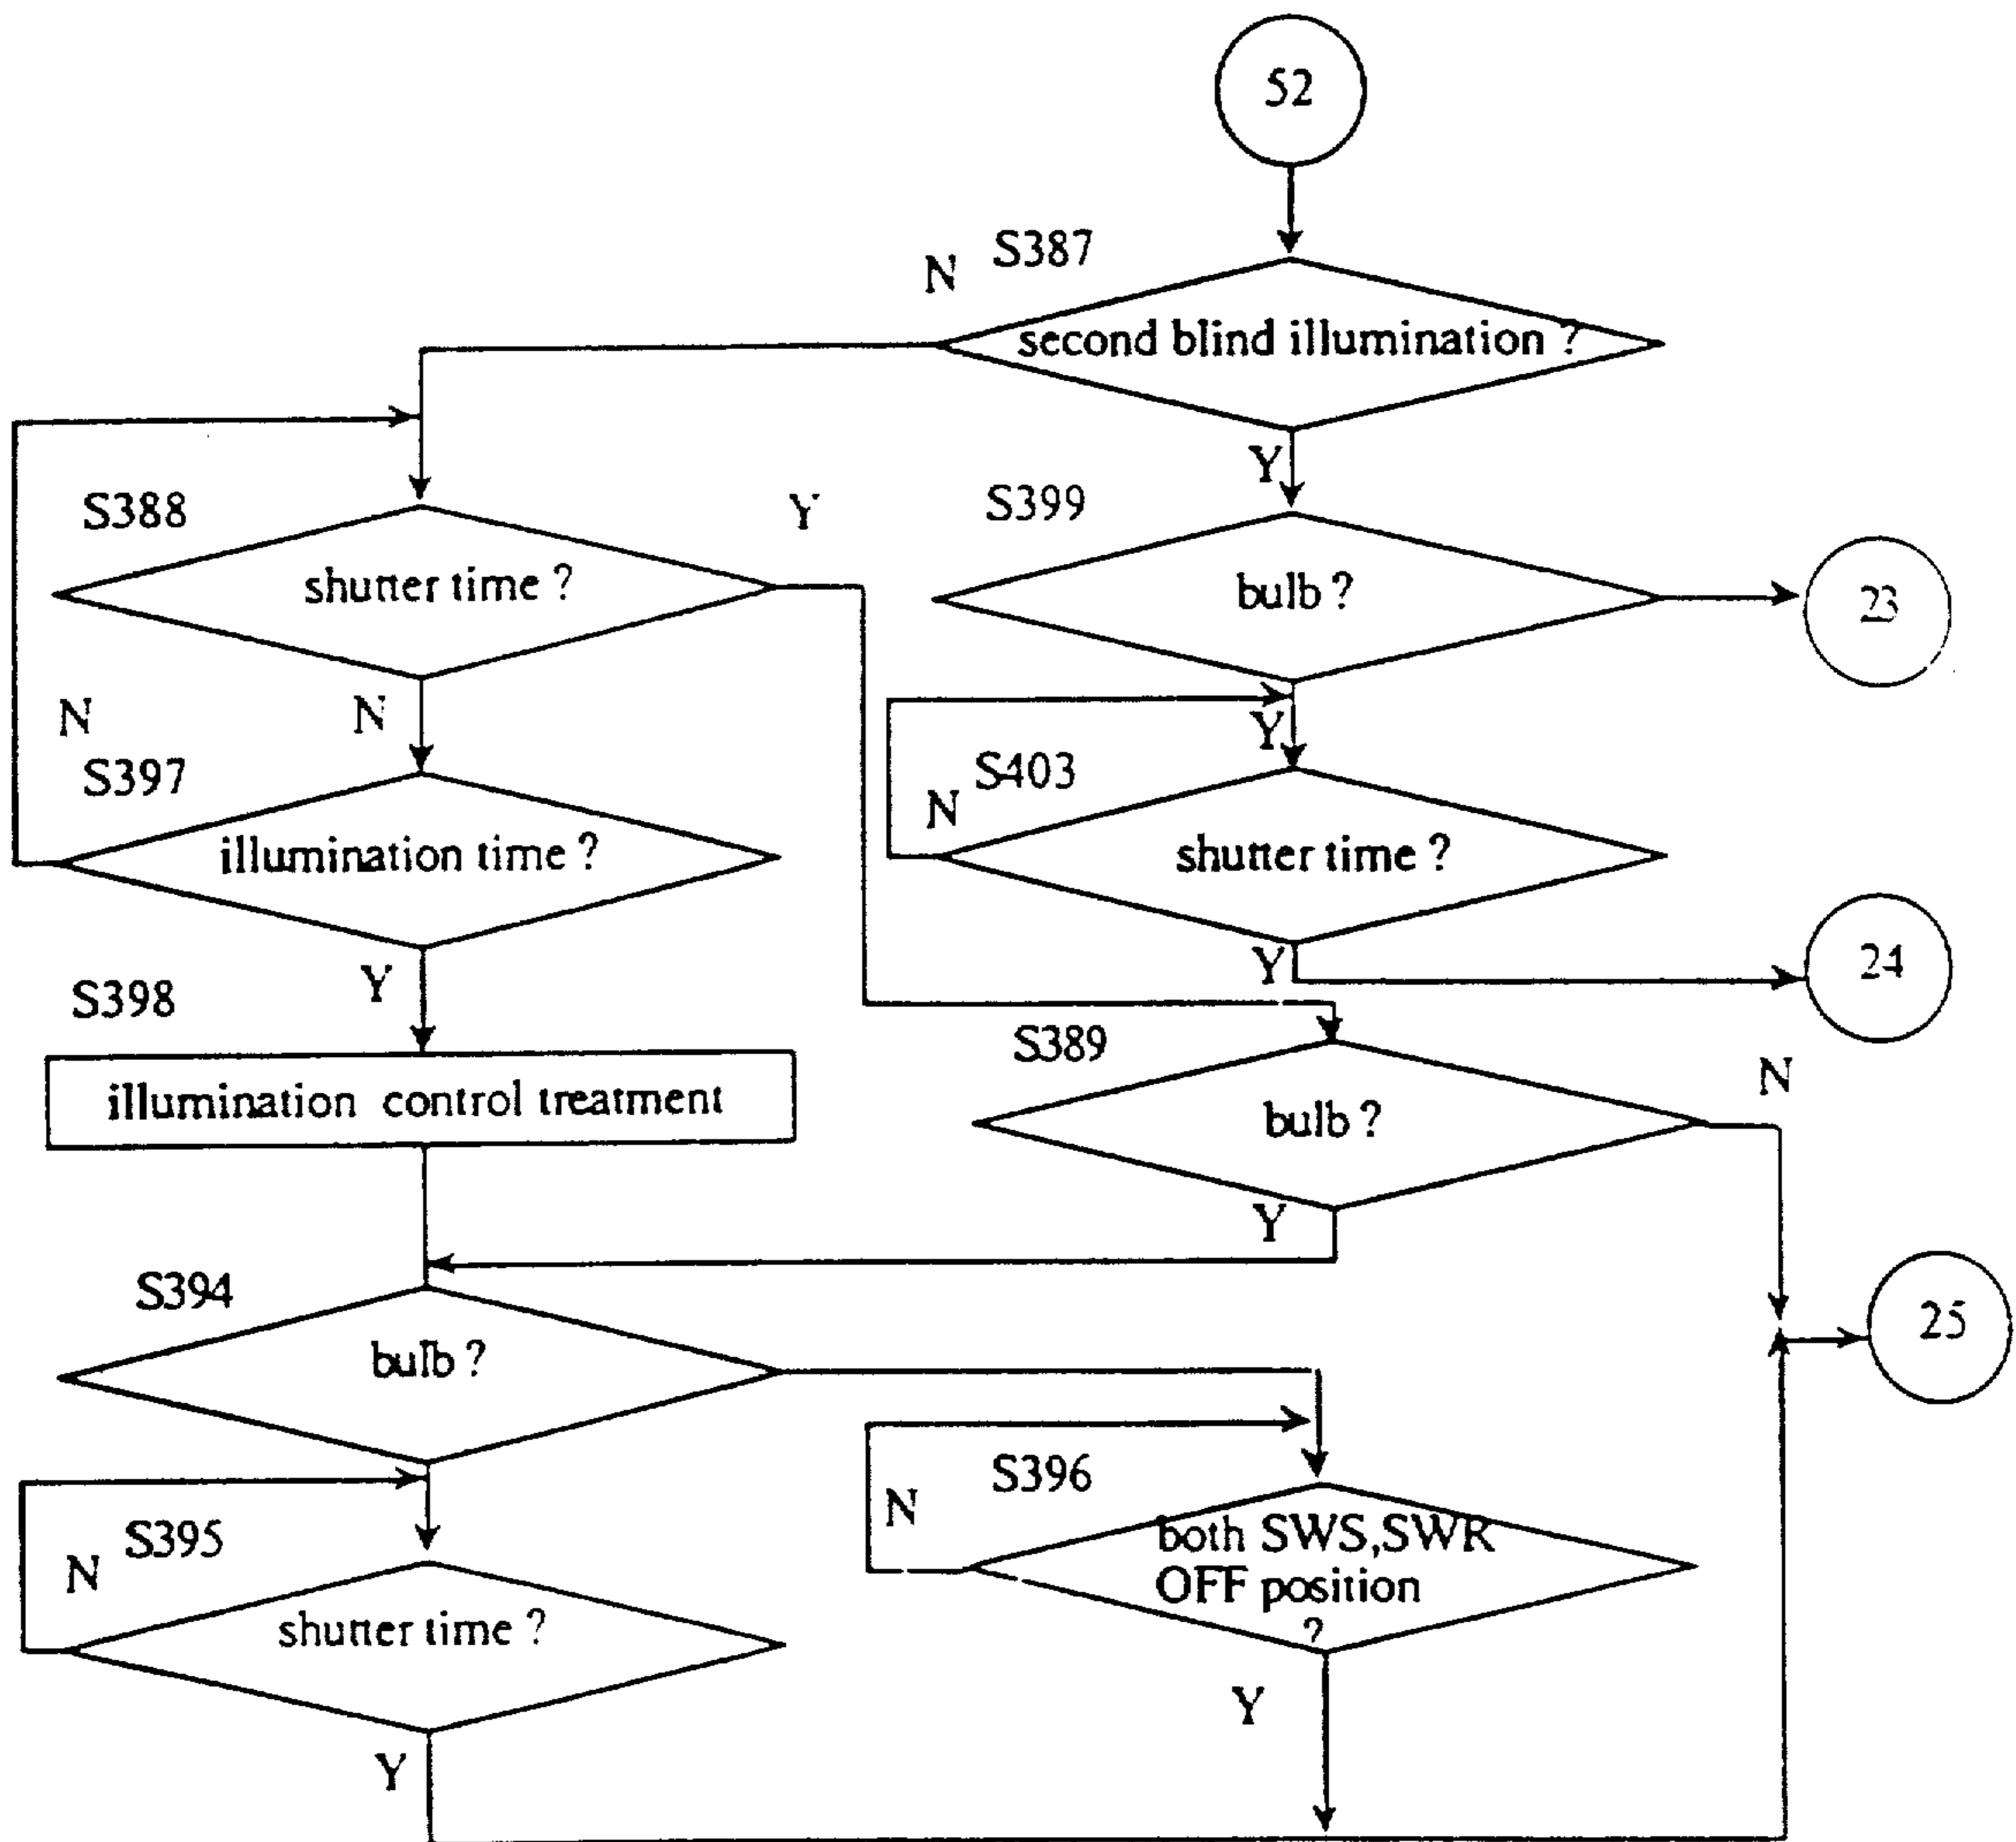 52
N S387
second blind illumination ?
Y
S388 Y
S399
shutter time ?
bulb ?
23
N N
Y
S397
S403
N
illumination time ?
shutter time ?
Y
24
S398
Y
S389
N
illumination control treatment
bulb ?
Y
S394
25
bulb ?
S396
N
S395
N
both SWS,SWR
OFF position
?
shutter time ?
Y
Y